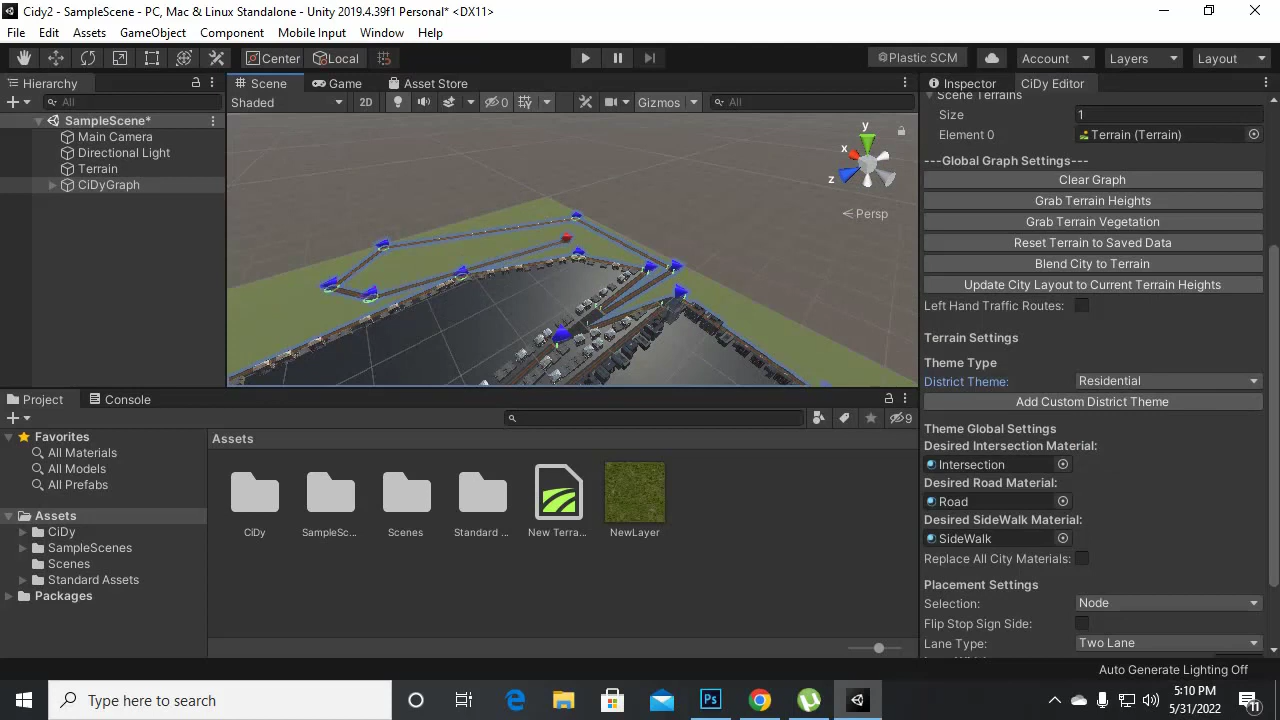 Cidy2 - SampleScene - PC, Mac & Linux Standalone - Unity 2019.4.39f1 Personal* <DX11>
File Edit Assets GameObject Component Mobile Input Window Help
Center Local Plastic SCM Account Layers Layout
Hierarchy
All
SampleScene*
Main Camera
Directional Light
Terrain
CiDyGraph
Scene Game Asset Store
Shaded 2D 0 Gizmos All
y
x
z
Persp
Inspector CiDy Editor
Scene Terrains
Size 1
Element 0 Terrain (Terrain)
---Global Graph Settings---
Clear Graph
Grab Terrain Heights
Grab Terrain Vegetation
Reset Terrain to Saved Data
Blend City to Terrain
Update City Layout to Current Terrain Heights
Left Hand Traffic Routes:
Terrain Settings
Theme Type
District Theme: Residential
Add Custom District Theme
Theme Global Settings
Desired Intersection Material:
Intersection
Desired Road Material:
Road
Desired SideWalk Material:
SideWalk
Replace All City Materials:
Placement Settings
Selection: Node
Flip Stop Sign Side:
Lane Type: Two Lane
Project Console
9
Favorites
All Materials
All Models
All Prefabs
Assets
CiDy
SampleScenes
Scenes
Standard Assets
Packages
Assets
CiDy SampleSc... Scenes Standard ... New Terra... NewLayer
Auto Generate Lighting Off
Type here to search
Ps
5:10 PM
5/31/2022
11